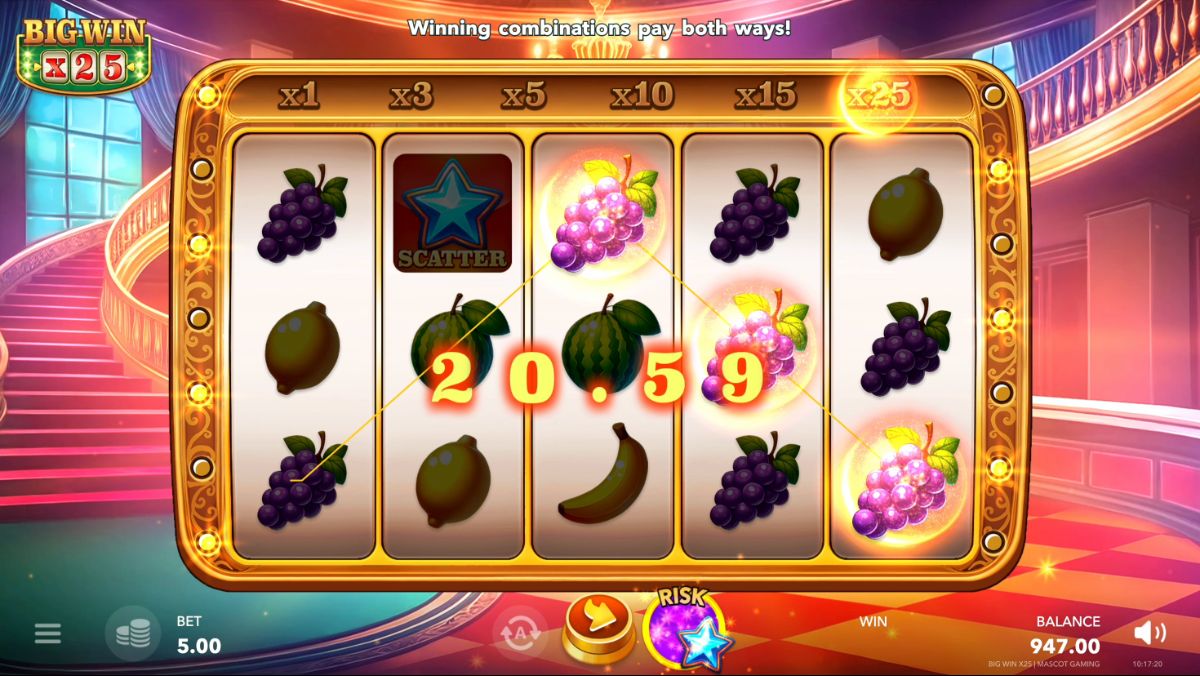 BIG WIN
x25
Winning combinations pay both ways!
x1 x3 x5 x10 x15 x25
SCATTER
20.59
RISK
A
BET
5.00
WIN
BALANCE
947.00
BIG WIN X25 | MASCOT GAMING
10:17:20